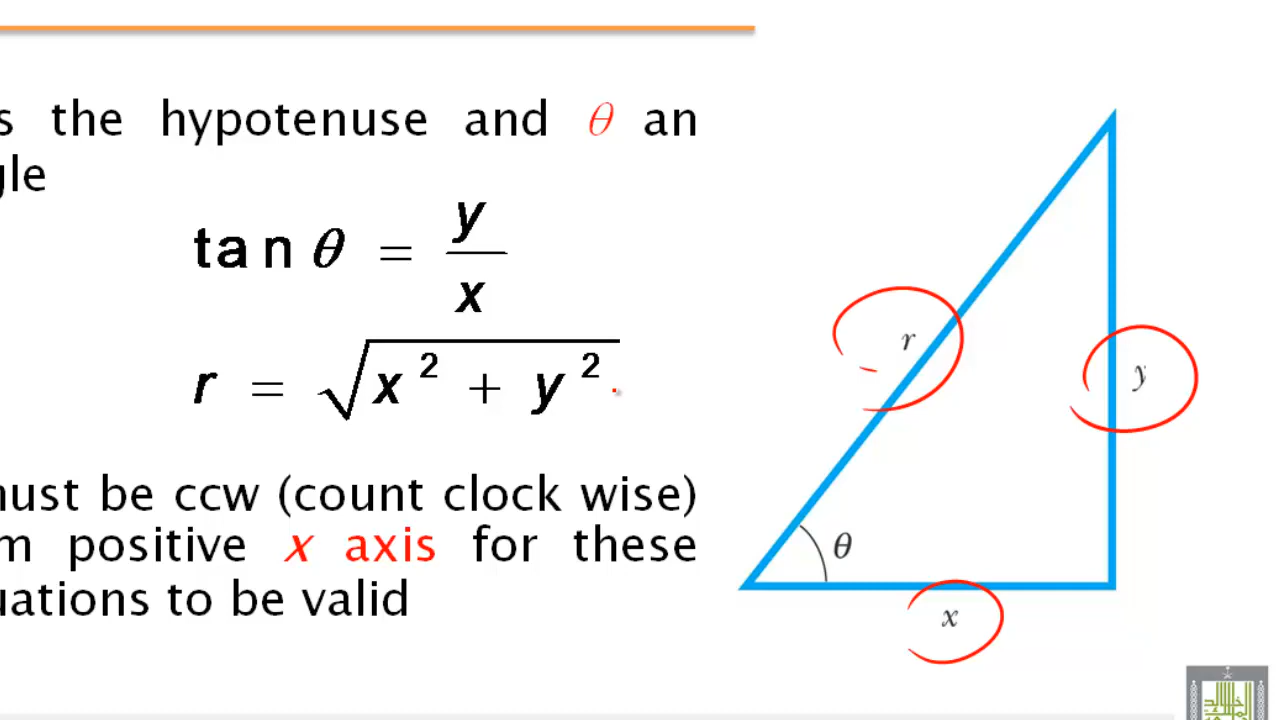 s the hypotenuse and θ an
gle
tan θ = y/x
r = √x² + y²
must be ccw (count clock wise)
m positive x axis for these
uations to be valid
r
y
θ
x